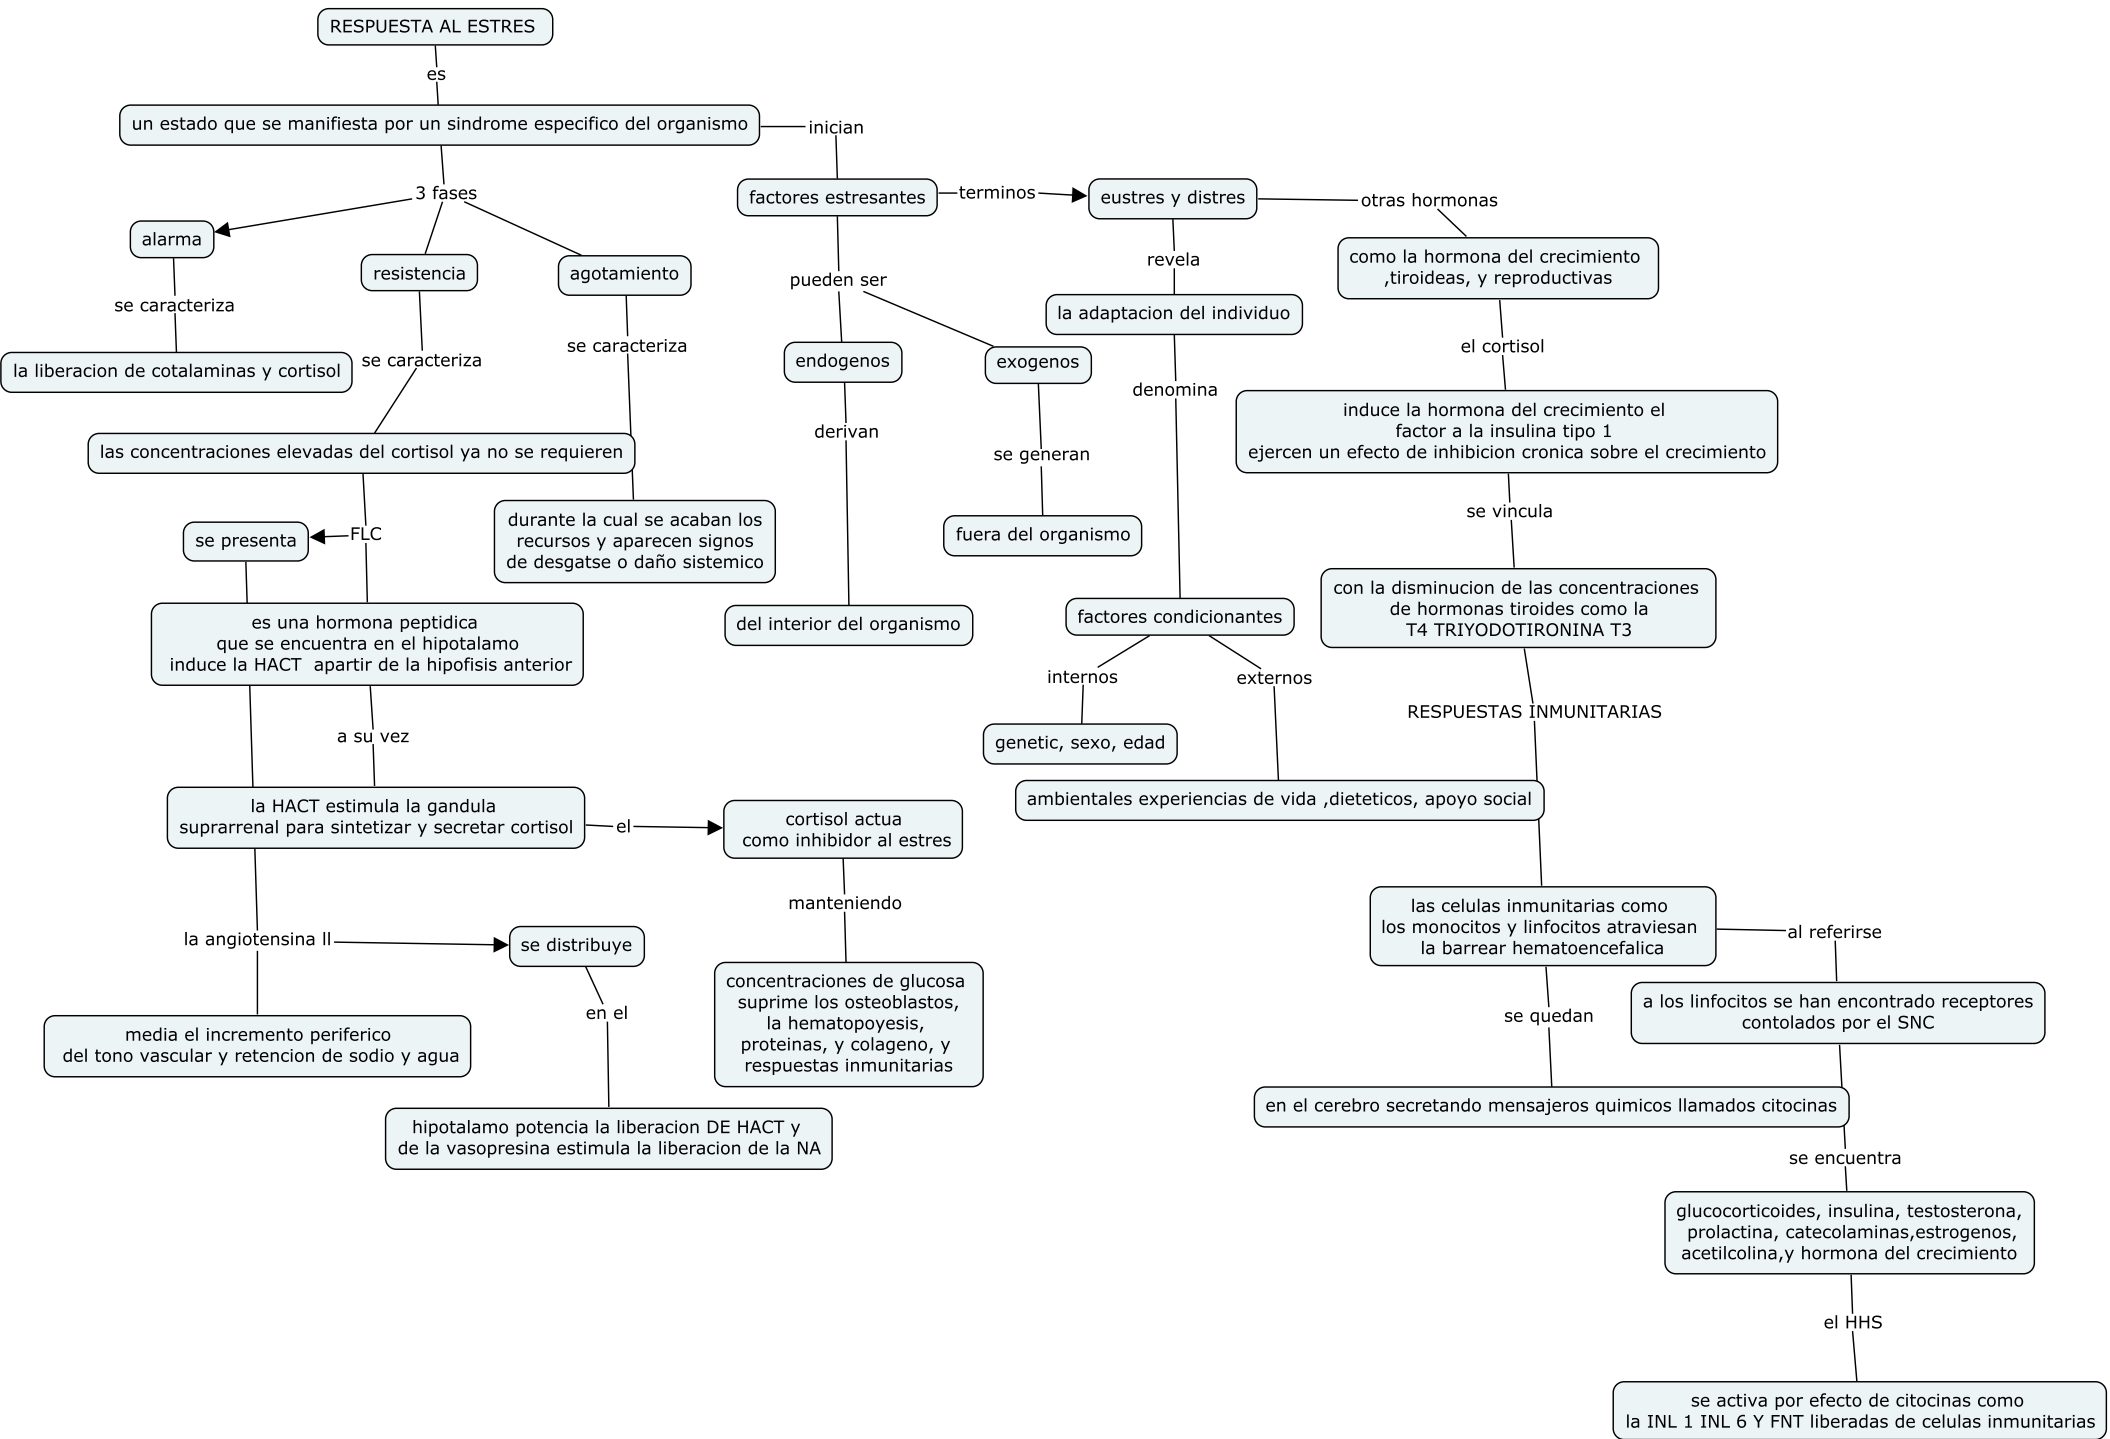 RESPUESTA AL ESTRES
es
un estado que se manifiesta por un sindrome especifico del organismo
inician
3 fases
factores estresantes
terminos
eustres y distres
otras hormonas
alarma
resistencia
agotamiento
pueden ser
revela
como la hormona del crecimiento
,tiroideas, y reproductivas
se caracteriza
se caracteriza
se caracteriza
la adaptacion del individuo
el cortisol
la liberacion de cotalaminas y cortisol
endogenos
exogenos
denomina
induce la hormona del crecimiento el
factor a la insulina tipo 1
ejercen un efecto de inhibicion cronica sobre el crecimiento
las concentraciones elevadas del cortisol ya no se requieren
derivan
se generan
se vincula
se presenta
FLC
durante la cual se acaban los
recursos y aparecen signos
de desgatse o daño sistemico
fuera del organismo
es una hormona peptidica
que se encuentra en el hipotalamo
induce la HACT apartir de la hipofisis anterior
del interior del organismo
factores condicionantes
con la disminucion de las concentraciones
de hormonas tiroides como la
T4 TRIYODOTIRONINA T3
internos
externos
a su vez
genetic, sexo, edad
RESPUESTAS INMUNITARIAS
la HACT estimula la gandula
suprarrenal para sintetizar y secretar cortisol
el
cortisol actua
como inhibidor al estres
ambientales experiencias de vida ,dieteticos, apoyo social
manteniendo
las celulas inmunitarias como
los monocitos y linfocitos atraviesan
la barrear hematoencefalica
al referirse
la angiotensina II
se distribuye
en el
concentraciones de glucosa
suprime los osteoblastos,
la hematopoyesis,
proteinas, y colageno, y
respuestas inmunitarias
se quedan
a los linfocitos se han encontrado receptores
contolados por el SNC
media el incremento periferico
del tono vascular y retencion de sodio y agua
hipotalamo potencia la liberacion DE HACT y
de la vasopresina estimula la liberacion de la NA
en el cerebro secretando mensajeros quimicos llamados citocinas
se encuentra
glucocorticoides, insulina, testosterona,
prolactina, catecolaminas,estrogenos,
acetilcolina,y hormona del crecimiento
el HHS
se activa por efecto de citocinas como
la INL 1 INL 6 Y FNT liberadas de celulas inmunitarias